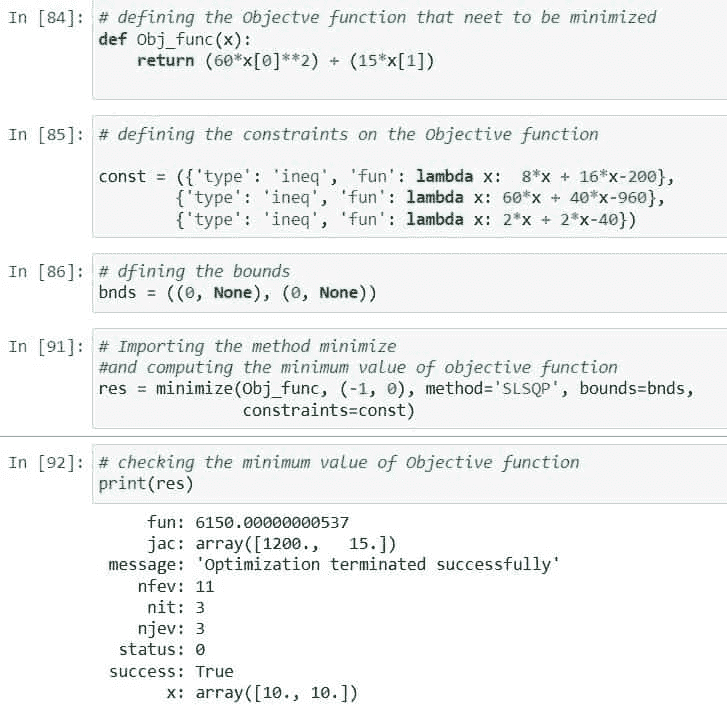 In [84]: # defining the Objectve function that neet to be minimized
def Obj_func(x):
    return (60*x[0]**2) + (15*x[1])
In [85]: # defining the constraints on the Objective function
const = ({'type': 'ineq', 'fun': lambda x:  8*x + 16*x-200},
        {'type': 'ineq', 'fun': lambda x: 60*x + 40*x-960},
        {'type': 'ineq', 'fun': lambda x: 2*x + 2*x-40})
In [86]: # dfining the bounds
bnds = ((0, None), (0, None))
In [91]: # Importing the method minimize
#and computing the minimum value of objective function
res = minimize(Obj_func, (-1, 0), method='SLSQP', bounds=bnds,
               constraints=const)
In [92]: # checking the minimum value of Objective function
print(res)
     fun: 6150.00000000537
     jac: array([1200.,   15.])
 message: 'Optimization terminated successfully'
    nfev: 11
     nit: 3
    njev: 3
  status: 0
 success: True
       x: array([10., 10.])